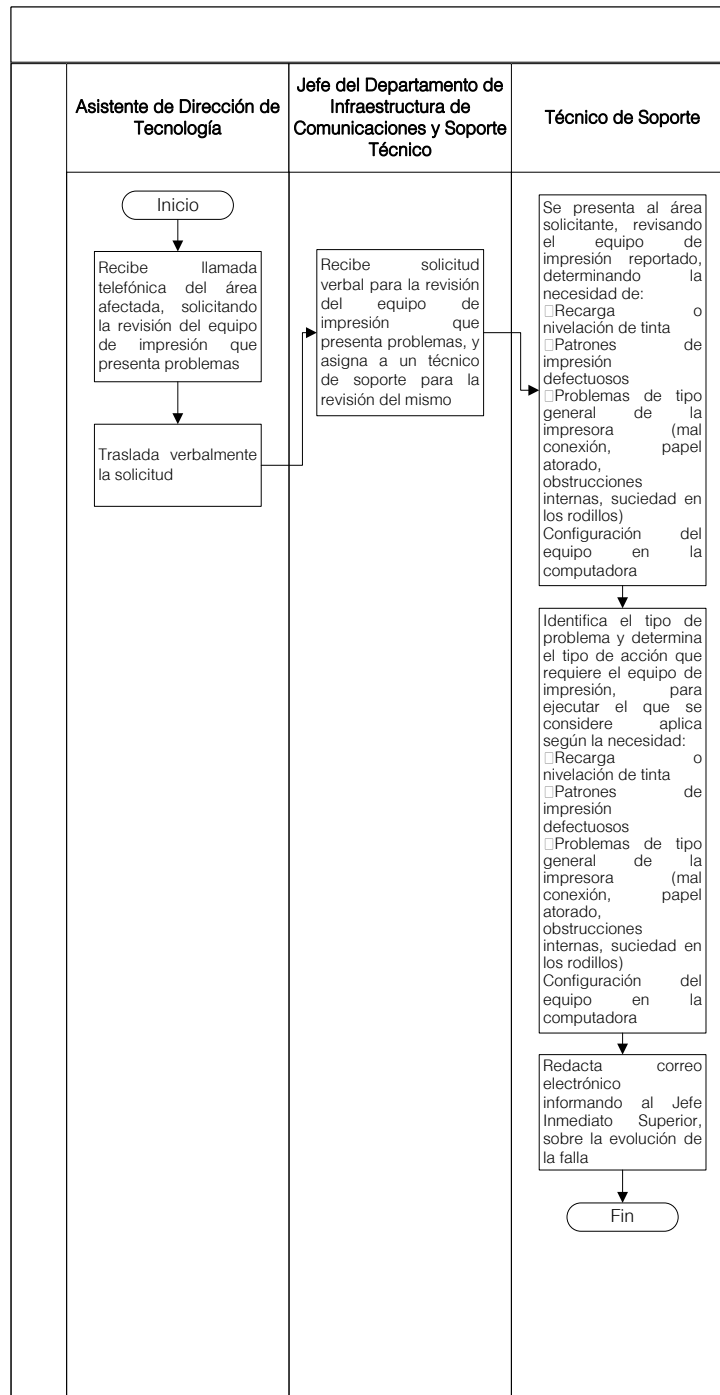 Asistente de Dirección de
Tecnología
Jefe del Departamento de
Infraestructura de
Comunicaciones y Soporte
Técnico
Técnico de Soporte
Inicio
Recibe llamada
telefónica del área
afectada, solicitando
la revisión del equipo
de impresión que
presenta problemas
Traslada verbalmente
la solicitud
Recibe solicitud
verbal para la revisión
del equipo de
impresión que
presenta problemas, y
asigna a un técnico
de soporte para la
revisión del mismo
Se presenta al área
solicitante, revisando
el equipo de
impresión reportado,
determinando la
necesidad de:
Recarga o
nivelación de tinta
Patrones de
impresión
defectuosos
Problemas de tipo
general de la
impresora (mal
conexión, papel
atorado,
obstrucciones
internas, suciedad en
los rodillos)
Configuración del
equipo en la
computadora
Identifica el tipo de
problema y determina
el tipo de acción que
requiere el equipo de
impresión, para
ejecutar el que se
considere aplica
según la necesidad:
Recarga o
nivelación de tinta
Patrones de
impresión
defectuosos
Problemas de tipo
general de la
impresora (mal
conexión, papel
atorado,
obstrucciones
internas, suciedad en
los rodillos)
Configuración del
equipo en la
computadora
Redacta correo
electrónico
informando al Jefe
Inmediato Superior,
sobre la evolución de
la falla
Fin